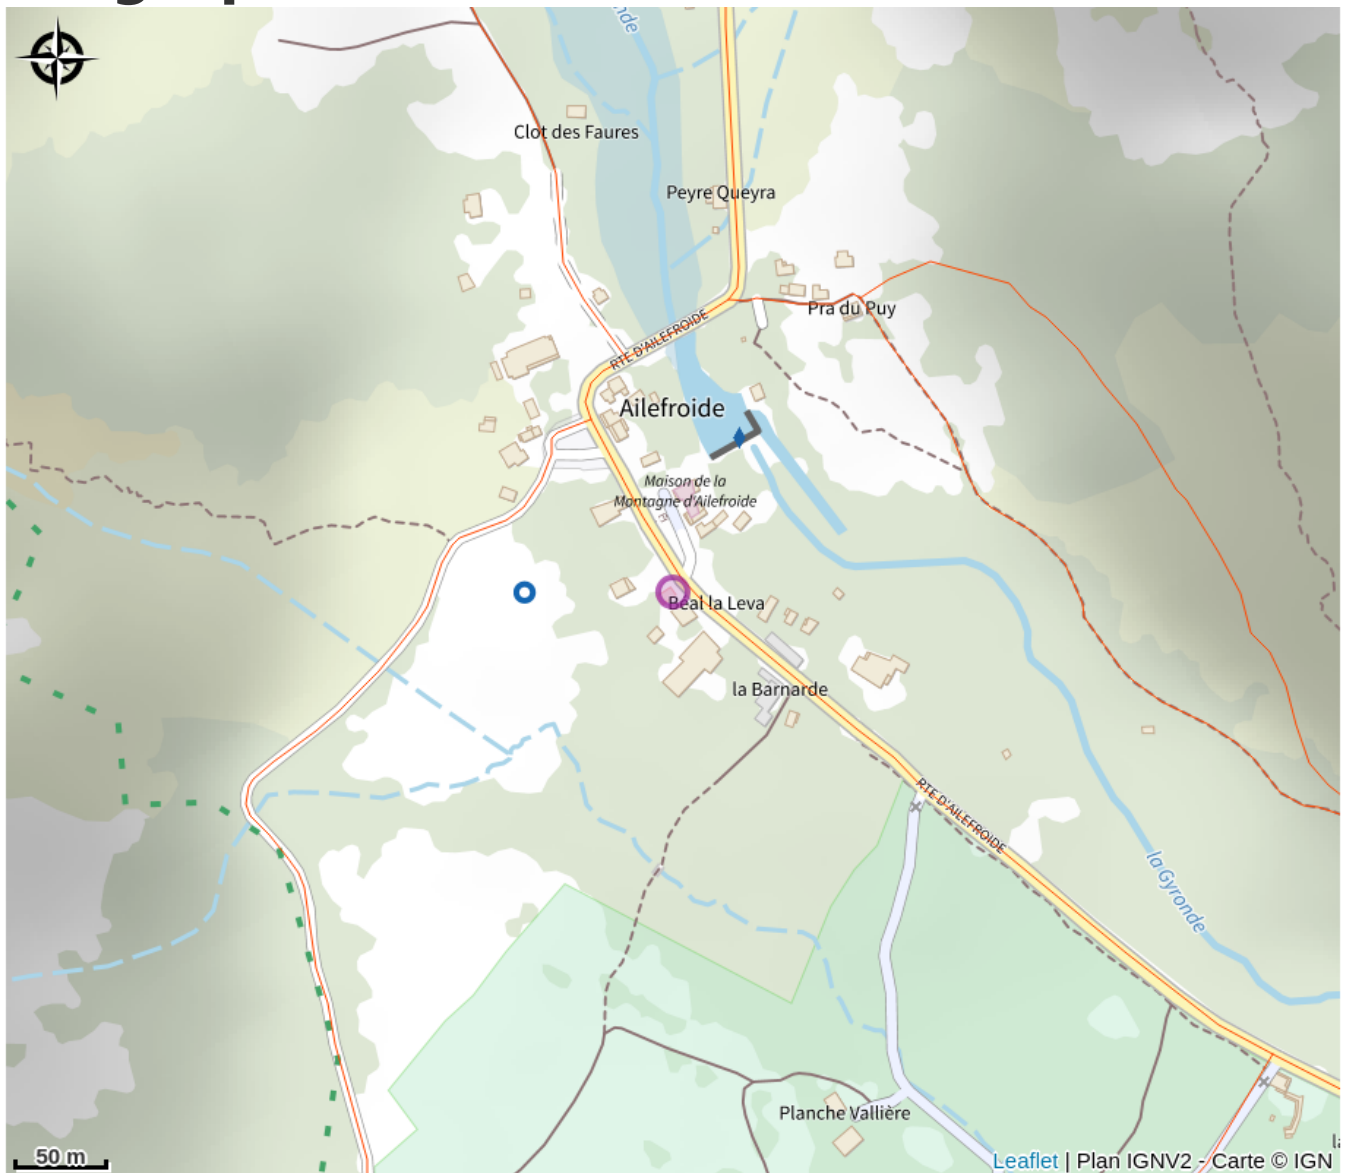 Clot des Faures
Peyre Queyra
Pra du Puy
RTE D'AILEFROIDE
Ailefroide
Maison de la
Montagne d'Ailefroide
Béal la Leva
la Barnarde
RTE D'AILEFROIDE
la Gyronde
Planche Vallière
50 m
Leaflet | Plan IGNV2 - Carte © IGN